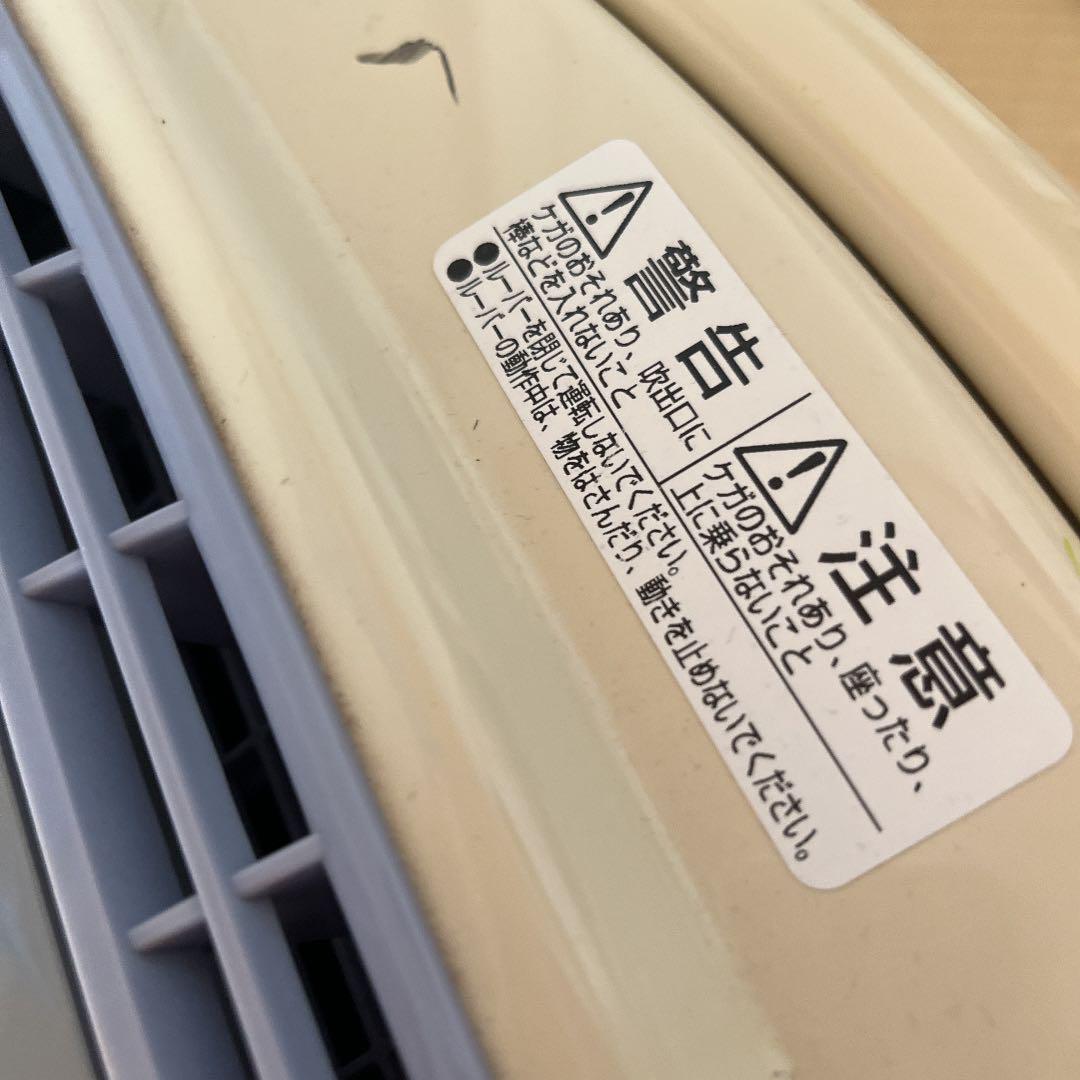 警告
吹出口に
ケガのおそれあり、
棒などを入れないこと
注意
ケガのおそれあり、座ったり、
上に乗らないこと
●ルーバーを閉じて運転しないでください。
●ルーバーの動作中は、物をはさんだり、動きを止めないでください。